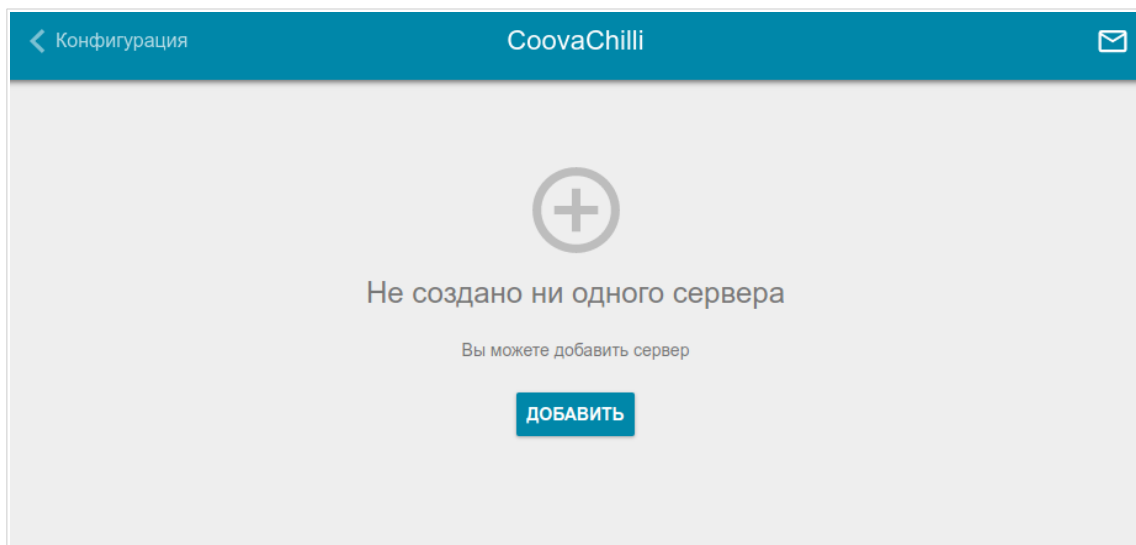 Конфигурация
CoovaChilli
Не создано ни одного сервера
Вы можете добавить сервер
ДОБАВИТЬ